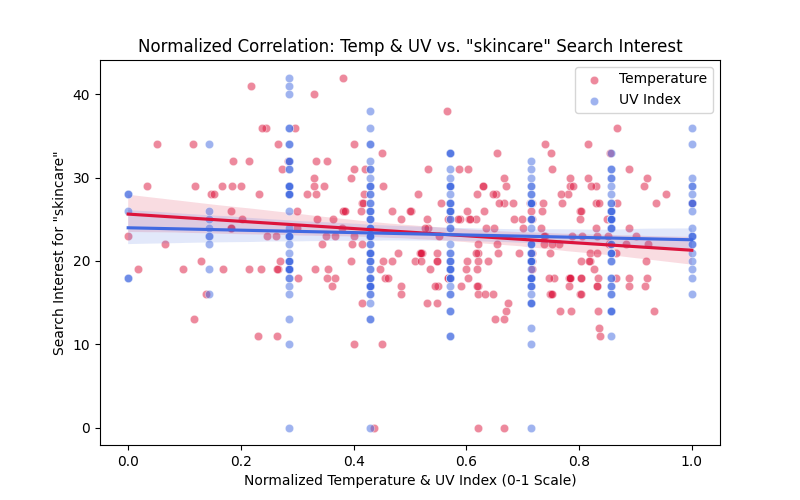 Normalized Correlation: Temp & UV vs. "skincare" Search Interest
Temperature
UV Index
40
30
20
10
0
Search Interest for "skincare"
0.0 0.2 0.4 0.6 0.8 1.0
Normalized Temperature & UV Index (0-1 Scale)